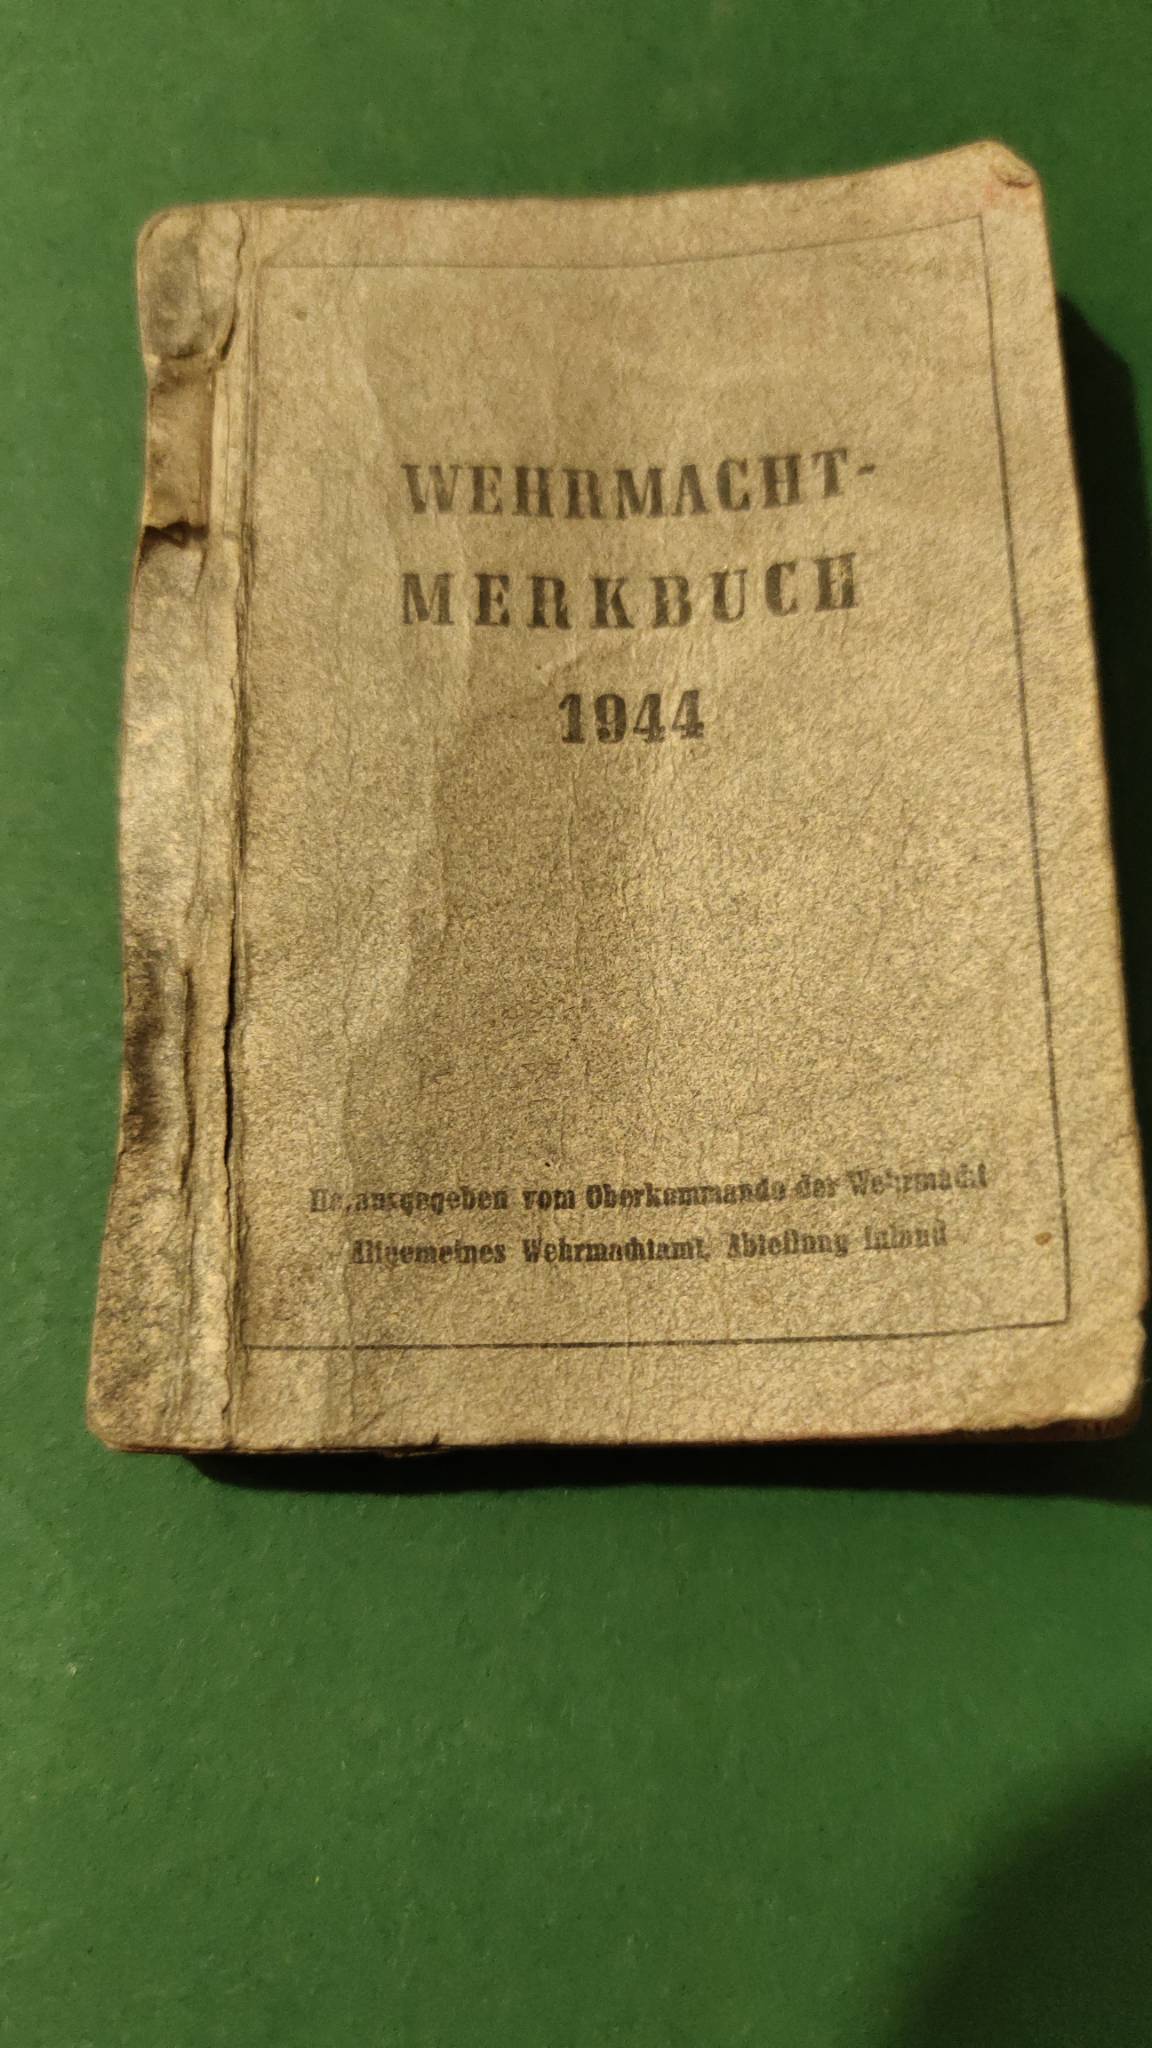 WEHRMACHT-
MERKBUCH
1944
Herausgegeben vom Oberkommando der Wehrmacht
Allgemeines Wehrmachtamt, Abteilung Inland